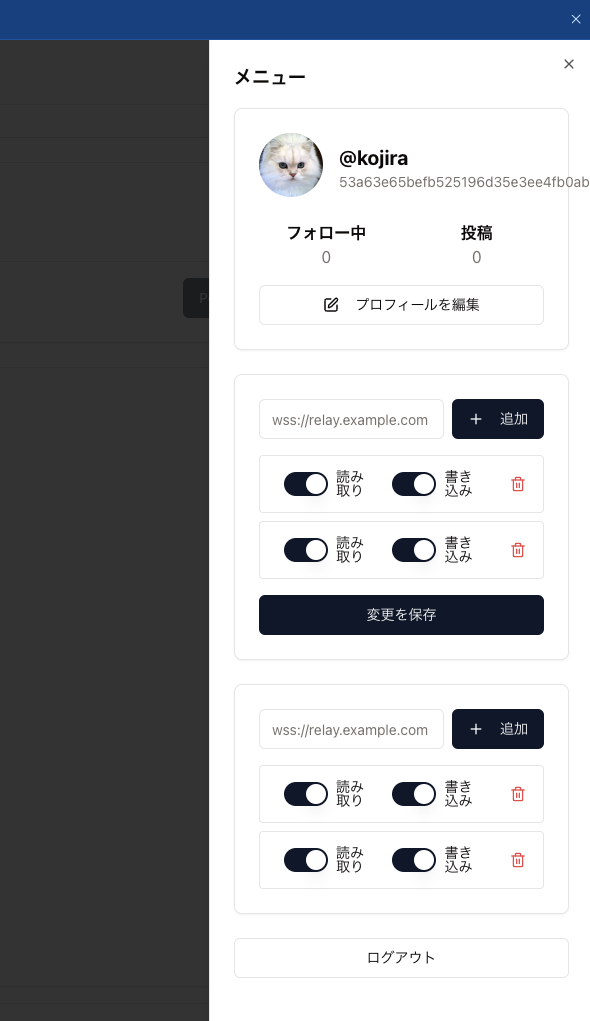 メニュー
@kojira
53a63e65befb525196d35e3ee4fb0ab
フォロー中
投稿
0
0
プロフィールを編集
wss://relay.example.com
追加
読み
取り
書き
込み
読み
取り
書き
込み
変更を保存
wss://relay.example.com
追加
読み
取り
書き
込み
読み
取り
書き
込み
ログアウト